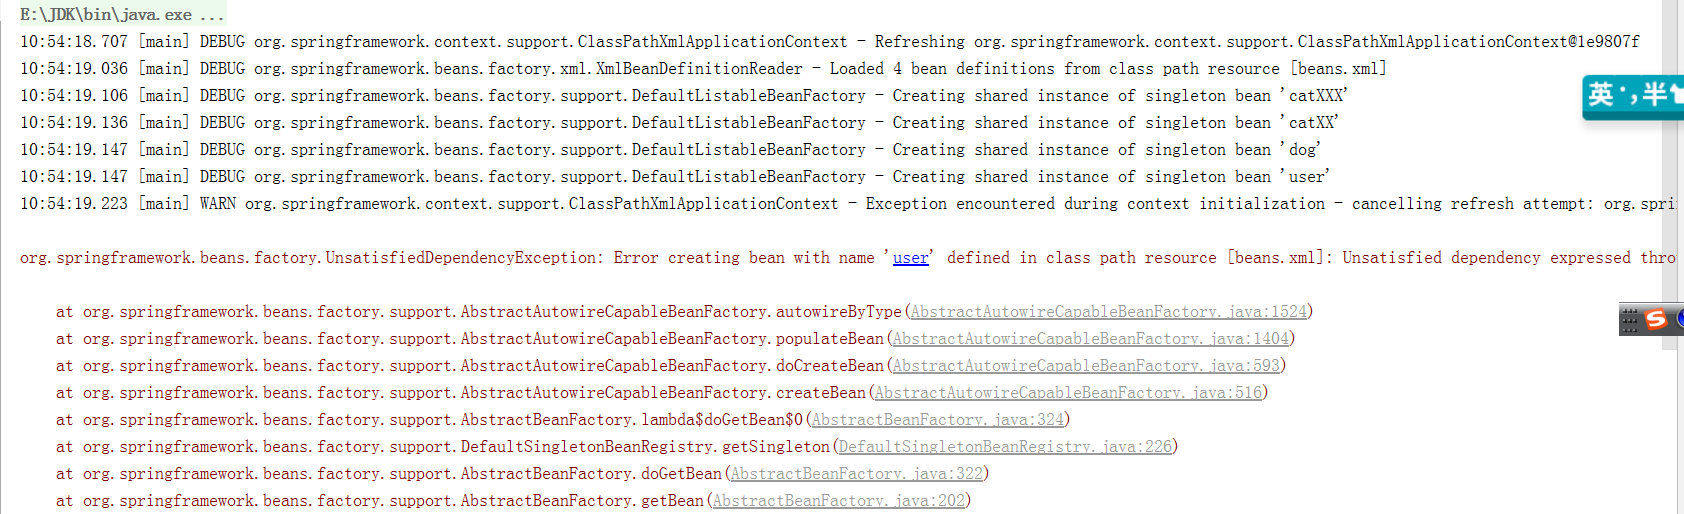 E:\JDK\bin\java.exe ...
10:54:18.707 [main] DEBUG org.springframework.context.support.ClassPathXmlApplicationContext - Refreshing org.springframework.context.support.ClassPathXmlApplicationContext@1e9807f
10:54:19.036 [main] DEBUG org.springframework.beans.factory.xml.XmlBeanDefinitionReader - Loaded 4 bean definitions from class path resource [beans.xml]
10:54:19.106 [main] DEBUG org.springframework.beans.factory.support.DefaultListableBeanFactory - Creating shared instance of singleton bean 'catXXX'
英 ·,半
10:54:19.136 [main] DEBUG org.springframework.beans.factory.support.DefaultListableBeanFactory - Creating shared instance of singleton bean 'catXX'
10:54:19.147 [main] DEBUG org.springframework.beans.factory.support.DefaultListableBeanFactory - Creating shared instance of singleton bean 'dog'
10:54:19.147 [main] DEBUG org.springframework.beans.factory.support.DefaultListableBeanFactory - Creating shared instance of singleton bean 'user'
10:54:19.223 [main] WARN org.springframework.context.support.ClassPathXmlApplicationContext - Exception encountered during context initialization - cancelling refresh attempt: org.spri
org.springframework.beans.factory.UnsatisfiedDependencyException: Error creating bean with name 'user' defined in class path resource [beans.xml]: Unsatisfied dependency expressed thro
at org.springframework.beans.factory.support.AbstractAutowireCapableBeanFactory.autowireByType(AbstractAutowireCapableBeanFactory.java:1524)
S
at org.springframework.beans.factory.support.AbstractAutowireCapableBeanFactory.populateBean(AbstractAutowireCapableBeanFactory.java:1404)
at org.springframework.beans.factory.support.AbstractAutowireCapableBeanFactory.doCreateBean(AbstractAutowireCapableBeanFactory.java:593)
at org.springframework.beans.factory.support.AbstractAutowireCapableBeanFactory.createBean(AbstractAutowireCapableBeanFactory.java:516)
at org.springframework.beans.factory.support.AbstractBeanFactory.lambda$doGetBean$0(AbstractBeanFactory.java:324)
at org.springframework.beans.factory.support.DefaultSingletonBeanRegistry.getSingleton(DefaultSingletonBeanRegistry.java:226)
at org.springframework.beans.factory.support.AbstractBeanFactory.doGetBean(AbstractBeanFactory.java:322)
at org.springframework.beans.factory.support.AbstractBeanFactory.getBean(AbstractBeanFactory.java:202)